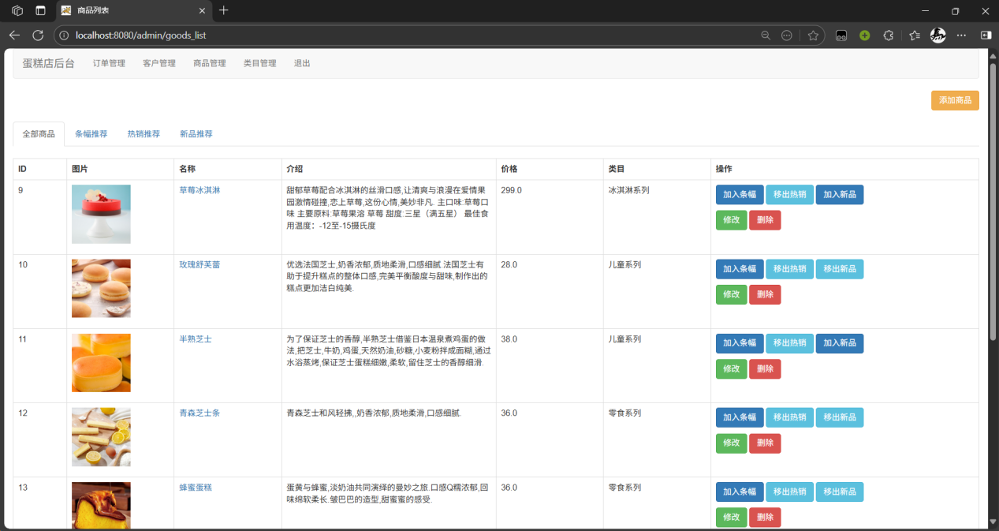 商品列表
localhost:8080/admin/goods_list
蛋糕店后台 订单管理 客户管理 商品管理 类目管理 退出
添加商品
全部商品 条幅推荐 热销推荐 新品推荐
ID 图片 名称 介绍 价格 类目 操作
9 草莓冰淇淋 甜郁草莓配合冰淇淋的丝滑口感,让清爽与浪漫在爱情果 299.0 冰淇淋系列 加入条幅 移出热销 加入新品
园激情碰撞,恋上草莓,这份心情,美妙非凡. 主口味:草莓口
味 主要原料:草莓果溶 草莓 甜度:三星（满五星） 最佳食
用温度：-12至-15摄氏度
修改 删除
10 玫瑰舒芙蕾 优选法国芝士,奶香浓郁,质地柔滑,口感细腻.法国芝士有 28.0 儿童系列 加入条幅 移出热销 移出新品
助于提升糕点的整体口感,完美平衡酸度与甜味,制作出的
糕点更加洁白纯美.
修改 删除
11 半熟芝士 为了保证芝士的香醇,半熟芝士借鉴日本温泉煮鸡蛋的做 38.0 儿童系列 加入条幅 移出热销 加入新品
法,把芝士,牛奶,鸡蛋,天然奶油,砂糖,小麦粉拌成面糊,通过
水浴蒸烤,保证芝士蛋糕细嫩,柔软,留住芝士的香醇细滑.
修改 删除
12 青森芝士条 青森芝士和风轻拂,,奶香浓郁,质地柔滑,口感细腻. 36.0 零食系列 加入条幅 移出热销 移出新品
修改 删除
13 蜂蜜蛋糕 蛋黄与蜂蜜,淡奶油共同演绎的曼妙之旅.口感Q糯浓郁,回 36.0 零食系列 加入条幅 移出热销 移出新品
味绵软柔长.皱巴巴的造型,甜蜜蜜的感受.
修改 删除